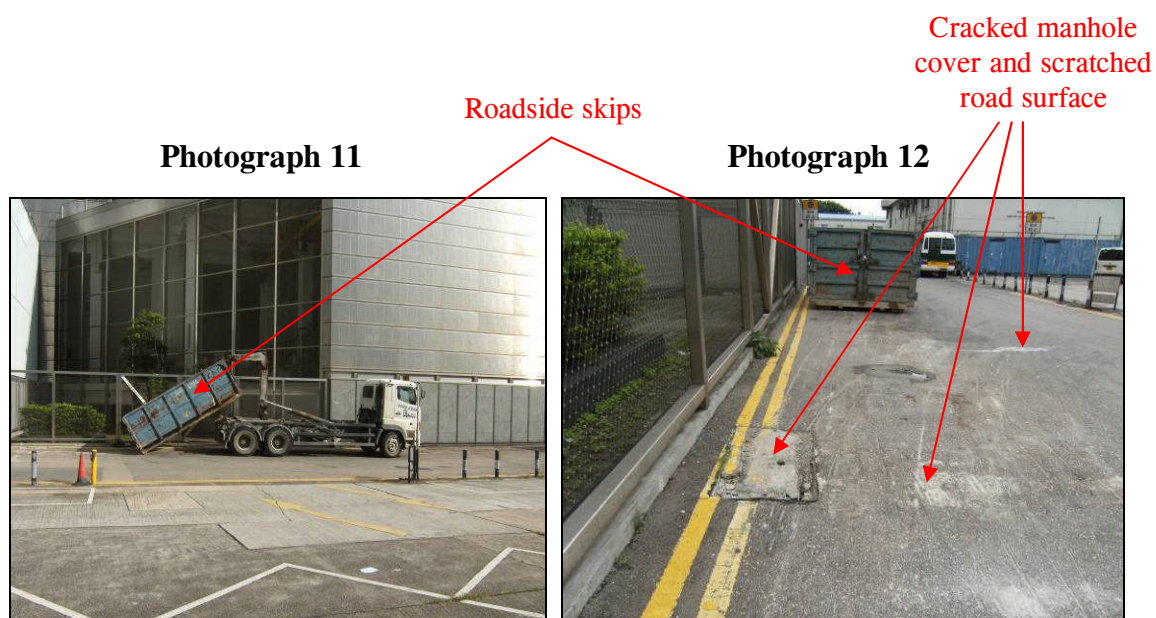 Cracked manhole
cover and scratched
road surface
Roadside skips
Photograph 11
Photograph 12